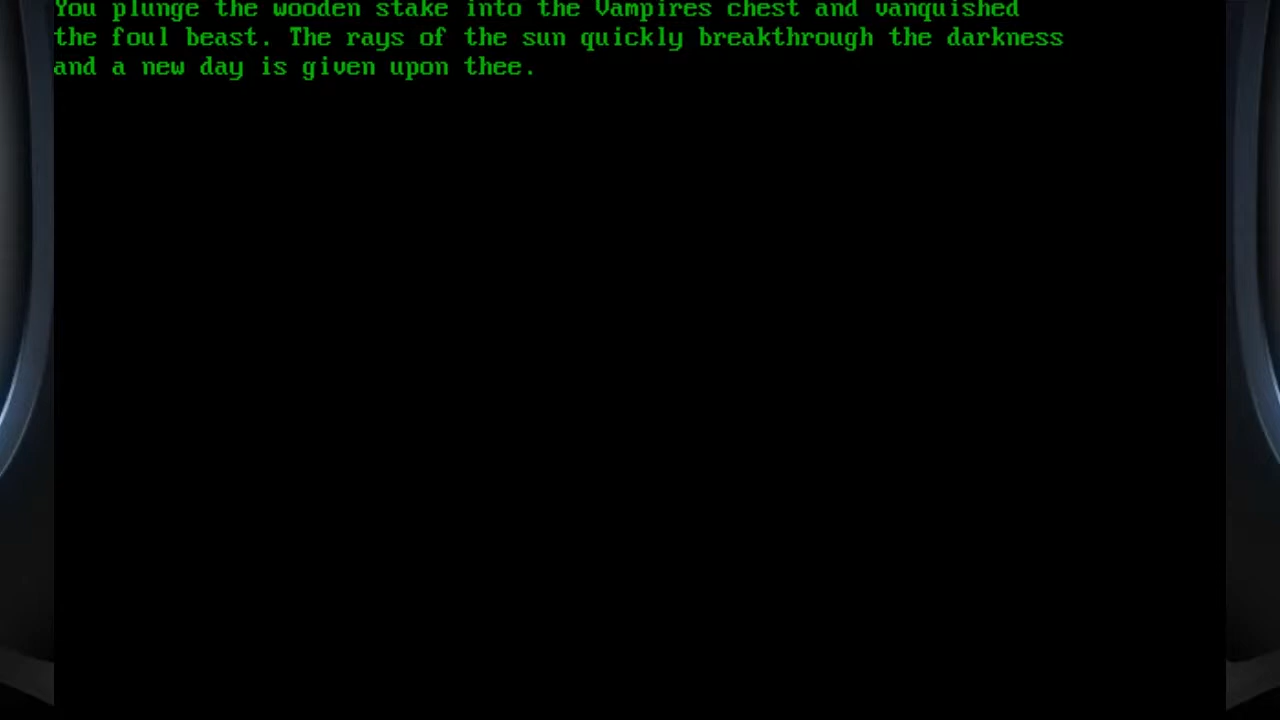 You plunge the wooden stake into the Vampires chest and vanquished
the foul beast. The rays of the sun quickly breakthrough the darkness
and a new day is given upon thee.